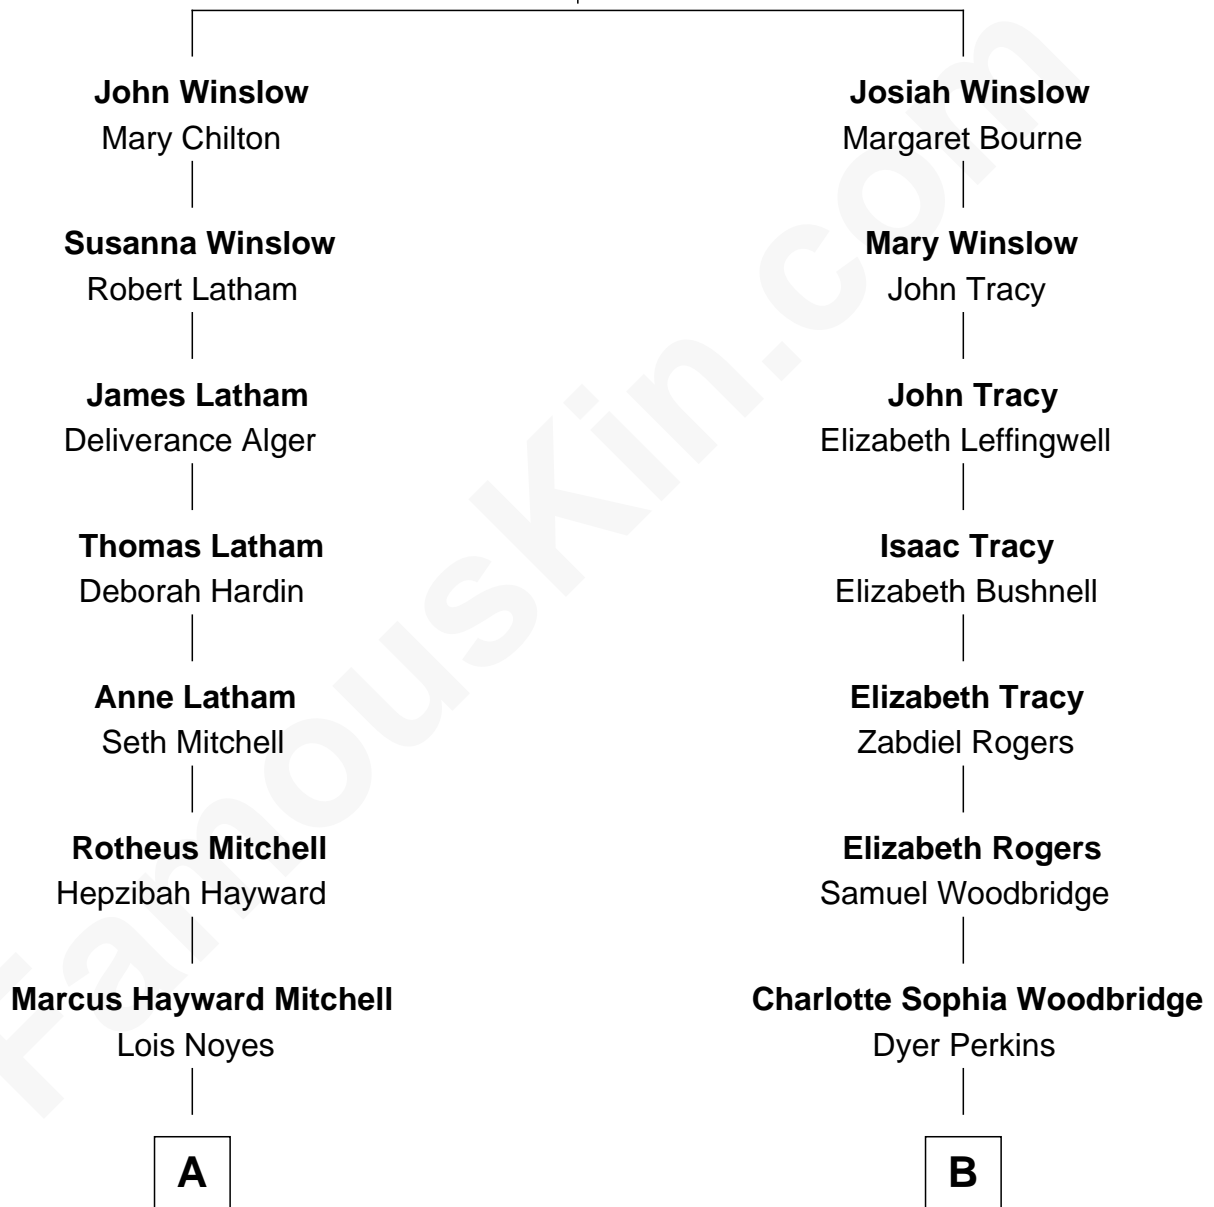 John Winslow
Mary Chilton
Susanna Winslow
Robert Latham
James Latham
Deliverance Alger
Thomas Latham
Deborah Hardin
Anne Latham
Seth Mitchell
Rotheus Mitchell
Hepzibah Hayward
Marcus Hayward Mitchell
Lois Noyes
A
Josiah Winslow
Margaret Bourne
Mary Winslow
John Tracy
John Tracy
Elizabeth Leffingwell
Isaac Tracy
Elizabeth Bushnell
Elizabeth Tracy
Zabdiel Rogers
Elizabeth Rogers
Samuel Woodbridge
Charlotte Sophia Woodbridge
Dyer Perkins
B
FamousKin.com